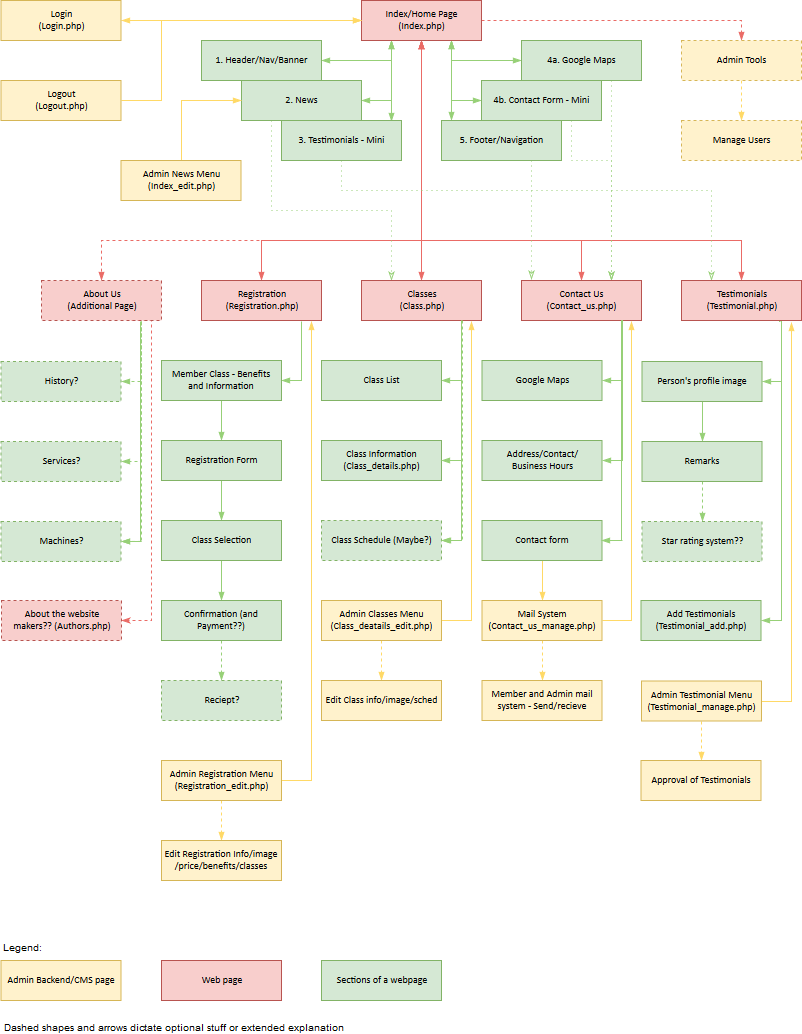 Login
(Login.php)
Index/Home Page
(Index.php)
1. Header/Nav/Banner
4a. Google Maps
Admin Tools
Logout
(Logout.php)
2. News
4b. Contact Form - Mini
3. Testimonials - Mini
5. Footer/Navigation
Manage Users
Admin News Menu
(Index_edit.php)
About Us
(Additional Page)
Registration
(Registration.php)
Classes
(Class.php)
Contact Us
(Contact_us.php)
Testimonials
(Testimonial.php)
History?
Member Class - Benefits
and Information
Class List
Google Maps
Person's profile image
Services?
Registration Form
Class Information
(Class_details.php)
Address/Contact/
Business Hours
Remarks
Machines?
Class Selection
Class Schedule (Maybe?)
Contact form
Star rating system??
About the website
makers?? (Authors.php)
Confirmation (and
Payment??)
Admin Classes Menu
(Class_deatails_edit.php)
Mail System
(Contact_us_manage.php)
Add Testimonials
(Testimonial_add.php)
Reciept?
Edit Class info/image/sched
Member and Admin mail
system - Send/recieve
Admin Testimonial Menu
(Testimonial_manage.php)
Admin Registration Menu
(Registration_edit.php)
Approval of Testimonials
Edit Registration Info/image
/price/benefits/classes
Legend:
Admin Backend/CMS page
Web page
Sections of a webpage
Dashed shapes and arrows dictate optional stuff or extended explanation